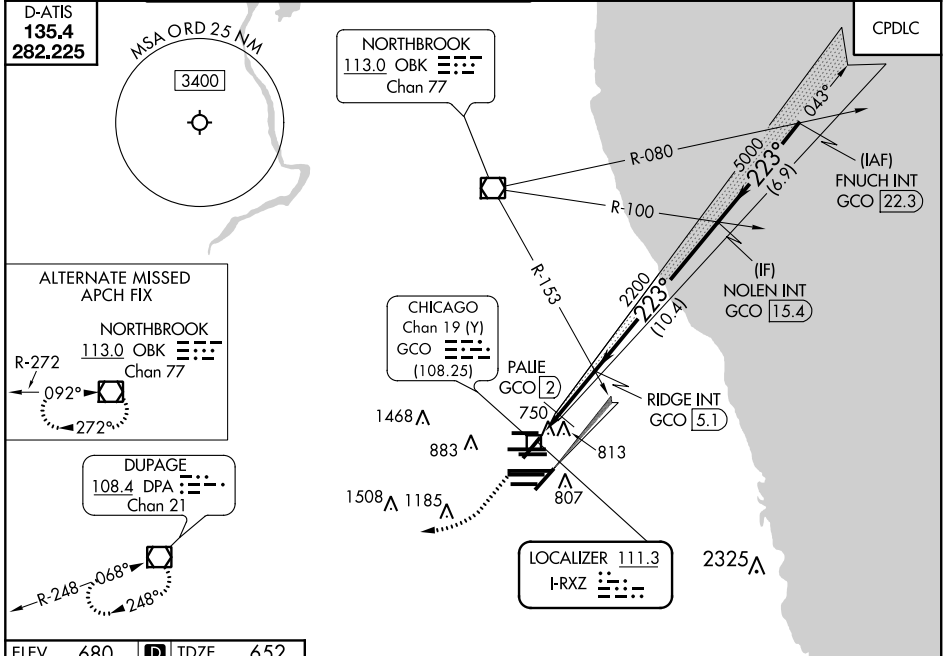 D-ATIS
135.4
282.225
MSA ORD 25 NM
3400
NORTHBROOK
113.0 OBK
Chan 77
CPDLC
R-080
R-100
R-153
043°
5000
223°
(6.9)
(IAF)
FNUCH INT
GCO 22.3
(IF)
NOLEN INT
GCO 15.4
2200
223°
(10.4)
ALTERNATE MISSED
APCH FIX
NORTHBROOK
113.0 OBK
Chan 77
R-272
092°
272°
CHICAGO
Chan 19 (Y)
GCO
(108.25)
PALIE
GCO 2
750
RIDGE INT
GCO 5.1
1468
883
813
1508
1185
807
DUPAGE
108.4 DPA
Chan 21
R-248
068°
248°
LOCALIZER 111.3
I-RXZ
2325
ELEV 680 D TDZE 652